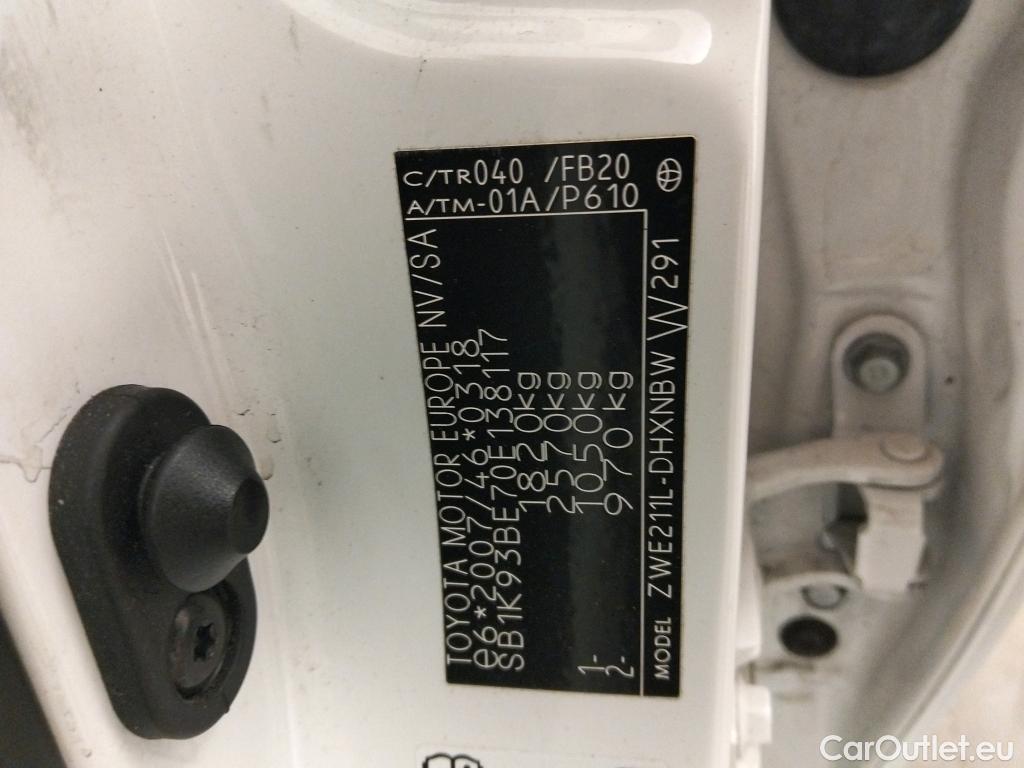 C/TR040 /FB20
A/TM-01A/P610
TOYOTA MOTOR EUROPE NV/SA
e6*2007/46*0318
SB1K93BE70E138117
1820kg
2570kg
1- 1050kg
2- 970kg
MODEL ZWE211L-DHXNBW W291
CarOutlet.eu